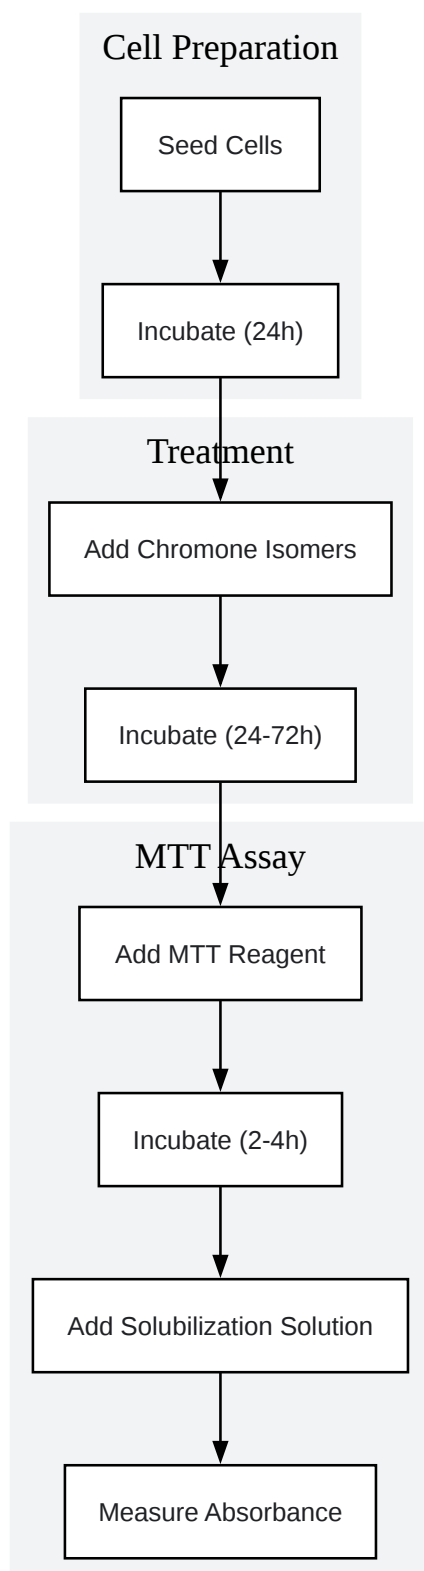 Cell Preparation
Seed Cells
Incubate (24h)
Treatment
Add Chromone Isomers
Incubate (24-72h)
MTT Assay
Add MTT Reagent
Incubate (2-4h)
Add Solubilization Solution
Measure Absorbance